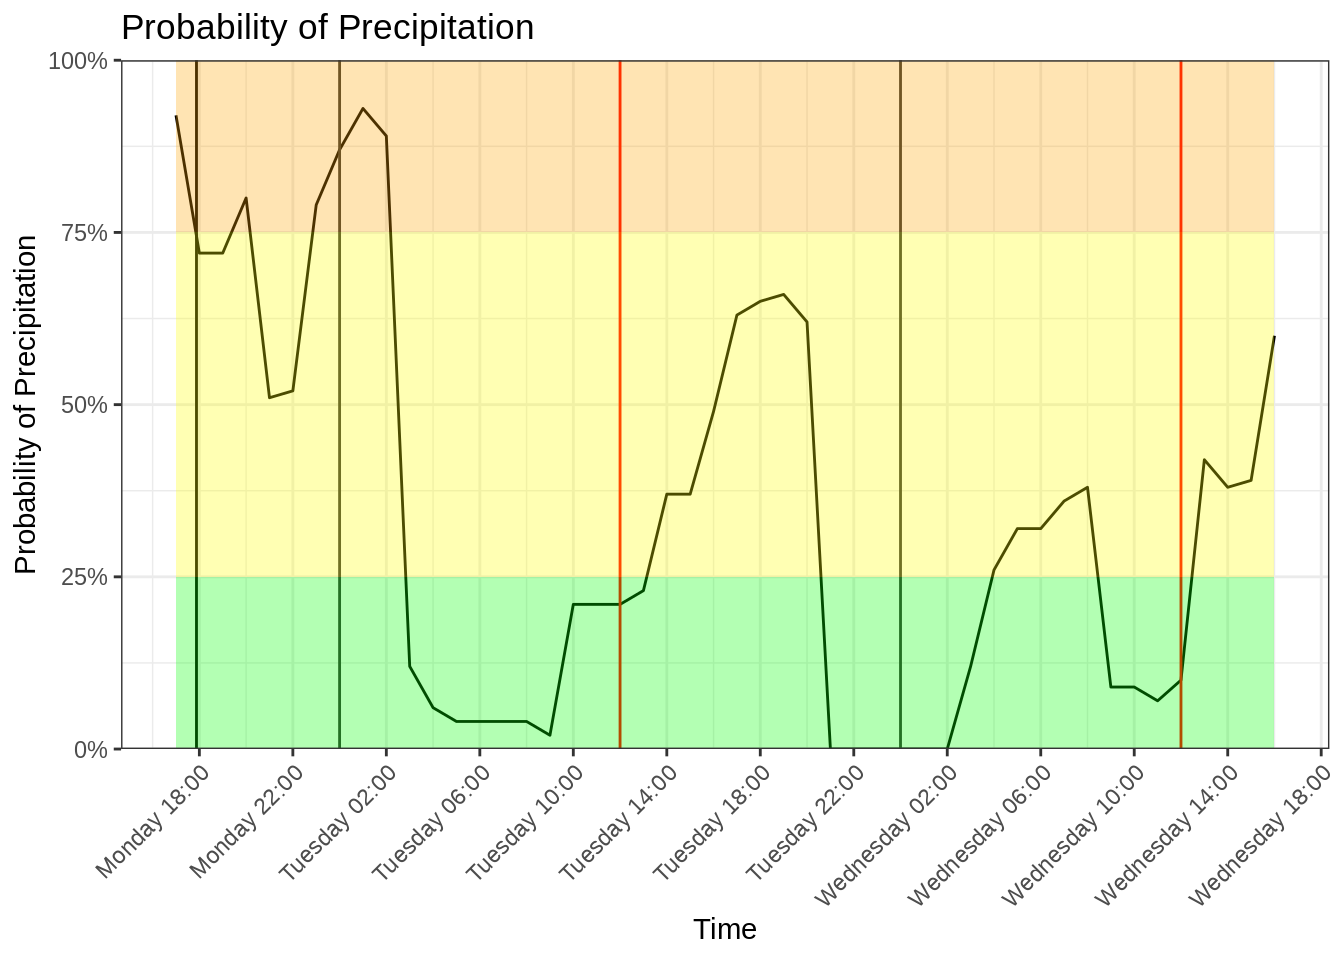 Probability of Precipitation
Probability of Precipitation
100%
75%
50%
25%
0%
Monday 18:00
Monday 22:00
Tuesday 02:00
Tuesday 06:00
Tuesday 10:00
Tuesday 14:00
Tuesday 18:00
Tuesday 22:00
Wednesday 02:00
Wednesday 06:00
Wednesday 10:00
Wednesday 14:00
Wednesday 18:00
Time